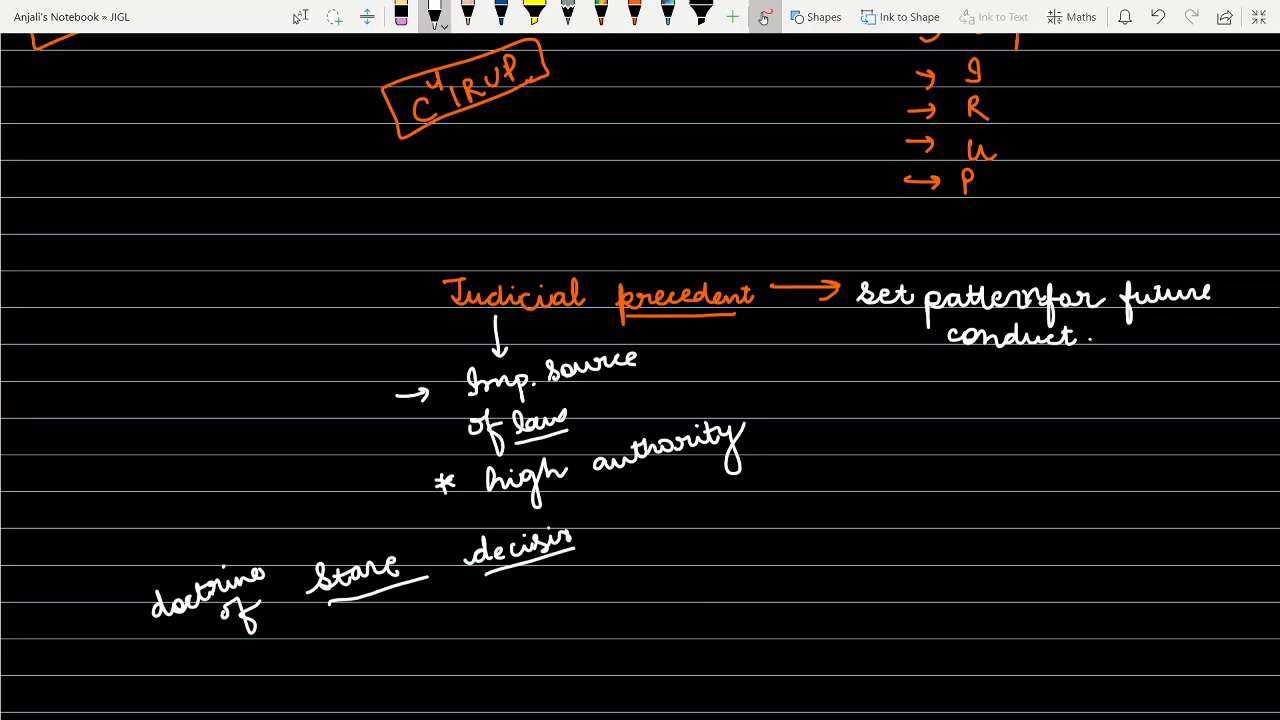 Anjali's Notebook » JIGL
Shapes Ink to Shape Ink to Text Maths
C⁴IRUP
→ I
→ R
→ U
→ P
Judicial precedent → Set pattern for future
conduct.
→ Imp. Source
of law
* high authority
doctrine of Stare decisis